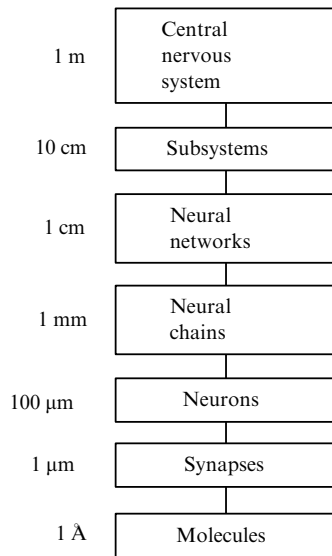 Central
1 m nervous
system
10 cm Subsystems
1 cm Neural
networks
1 mm Neural
chains
100 μm Neurons
1 μm Synapses
1 Å Molecules